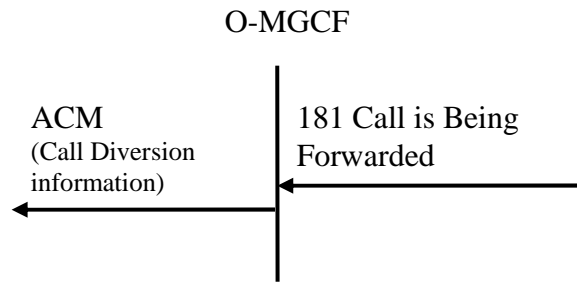 O-MGCF
ACM
(Call Diversion
information)
181 Call is Being
Forwarded